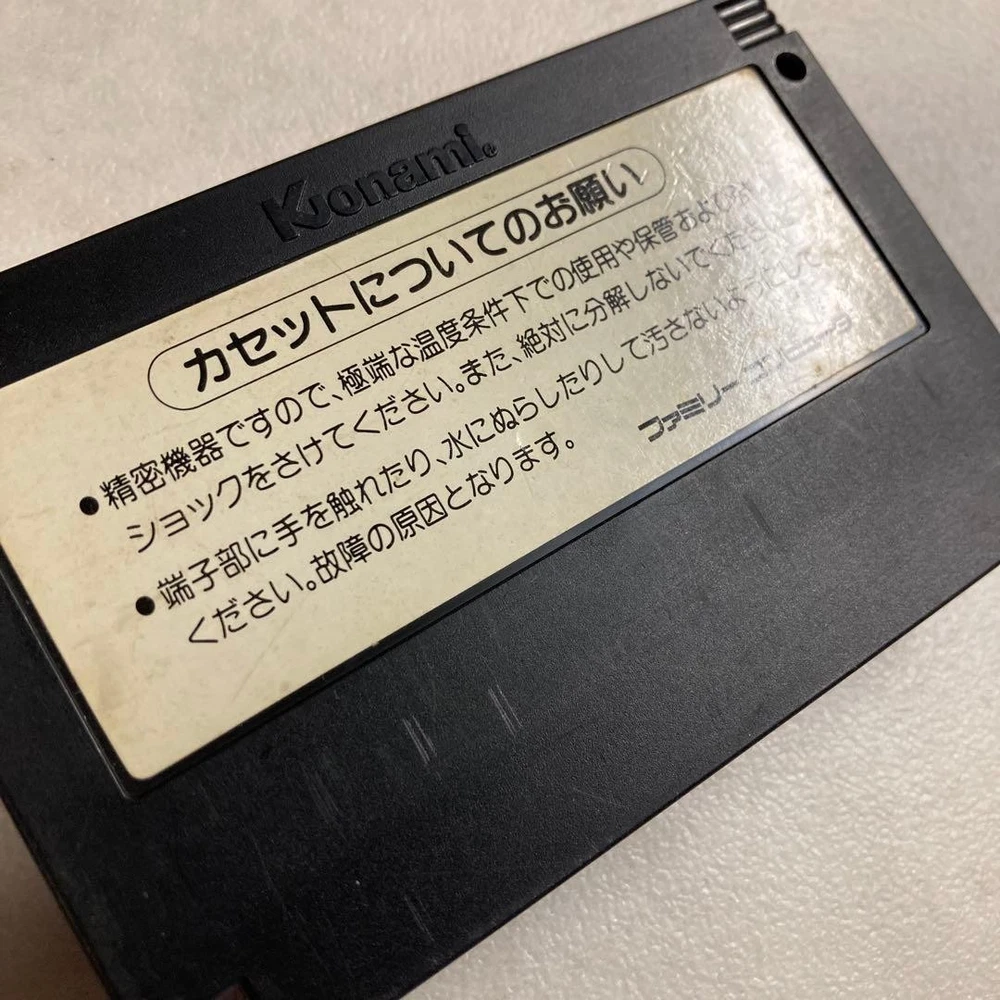 Konami®
カセットについてのお願い
●精密機器ですので、極端な温度条件下での使用や保管および強い
ショックをさけてください。また、絶対に分解しないでください。
●端子部に手を触れたり、水にぬらしたりして汚さないようにして
ください。故障の原因となります。
ファミリーコンピュータ